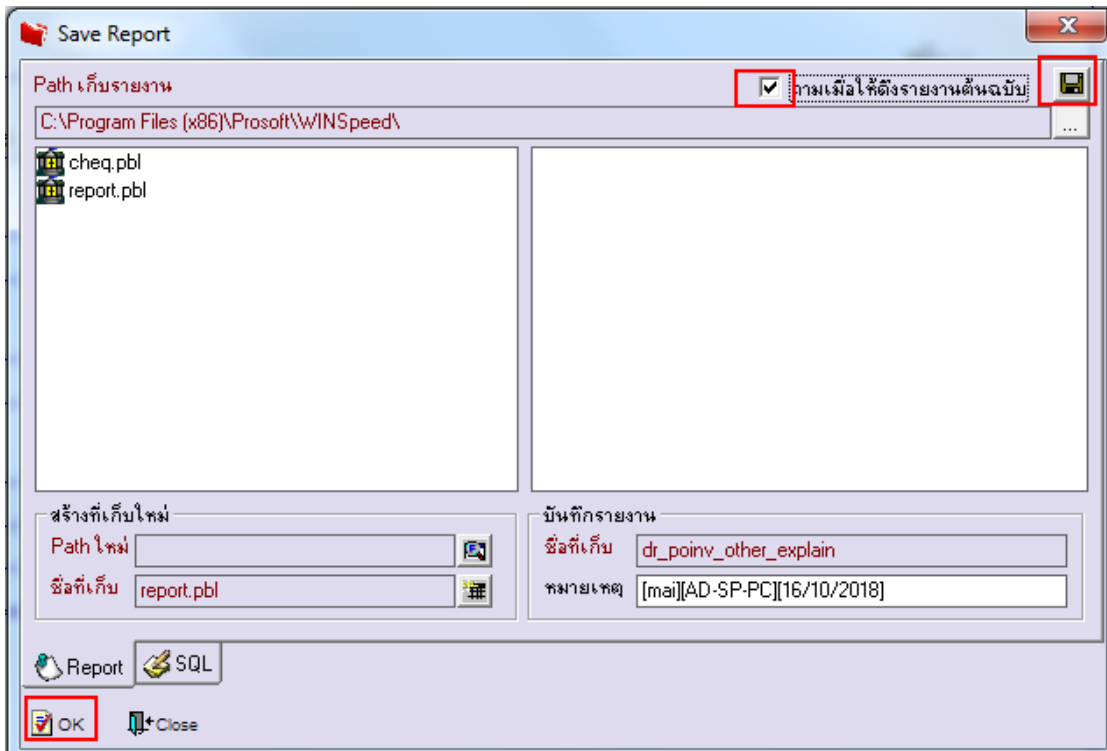 Save Report
Path เก็บรายงาน
ถามเมื่อให้ดึงรายงานต้นฉบับ
C:\Program Files (x86)\Prosoft\WINSpeed\
...
cheq.pbl
report.pbl
สร้างที่เก็บใหม่
Path ใหม่
ชื่อที่เก็บ report.pbl
บันทึกรายงาน
ชื่อที่เก็บ dr_poinv_other_explain
หมายเหตุ [mai][AD-SP-PC][16/10/2018]
Report SQL
OK Close